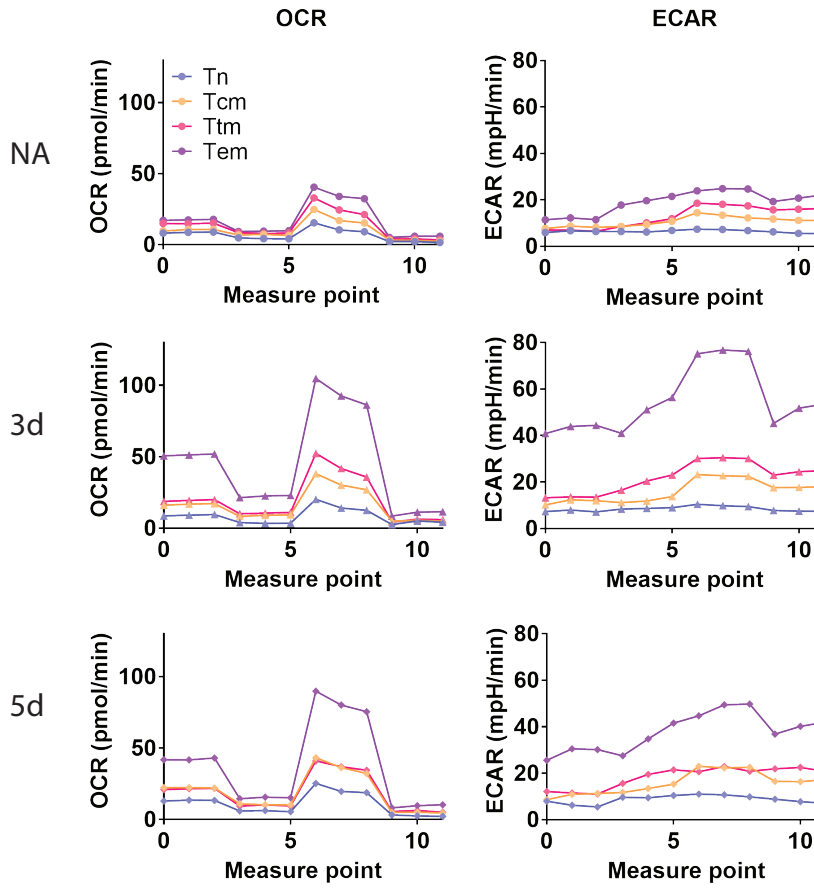 OCR
ECAR
NA
OCR (pmol/min)
100
50
0
Tn
Tcm
Ttm
Tem
0 5 10
Measure point
ECAR (mpH/min)
80
60
40
20
0
0 5 10
Measure point
3d
OCR (pmol/min)
100
50
0
0 5 10
Measure point
ECAR (mpH/min)
80
60
40
20
0
0 5 10
Measure point
5d
OCR (pmol/min)
100
50
0
0 5 10
Measure point
ECAR (mpH/min)
80
60
40
20
0
0 5 10
Measure point